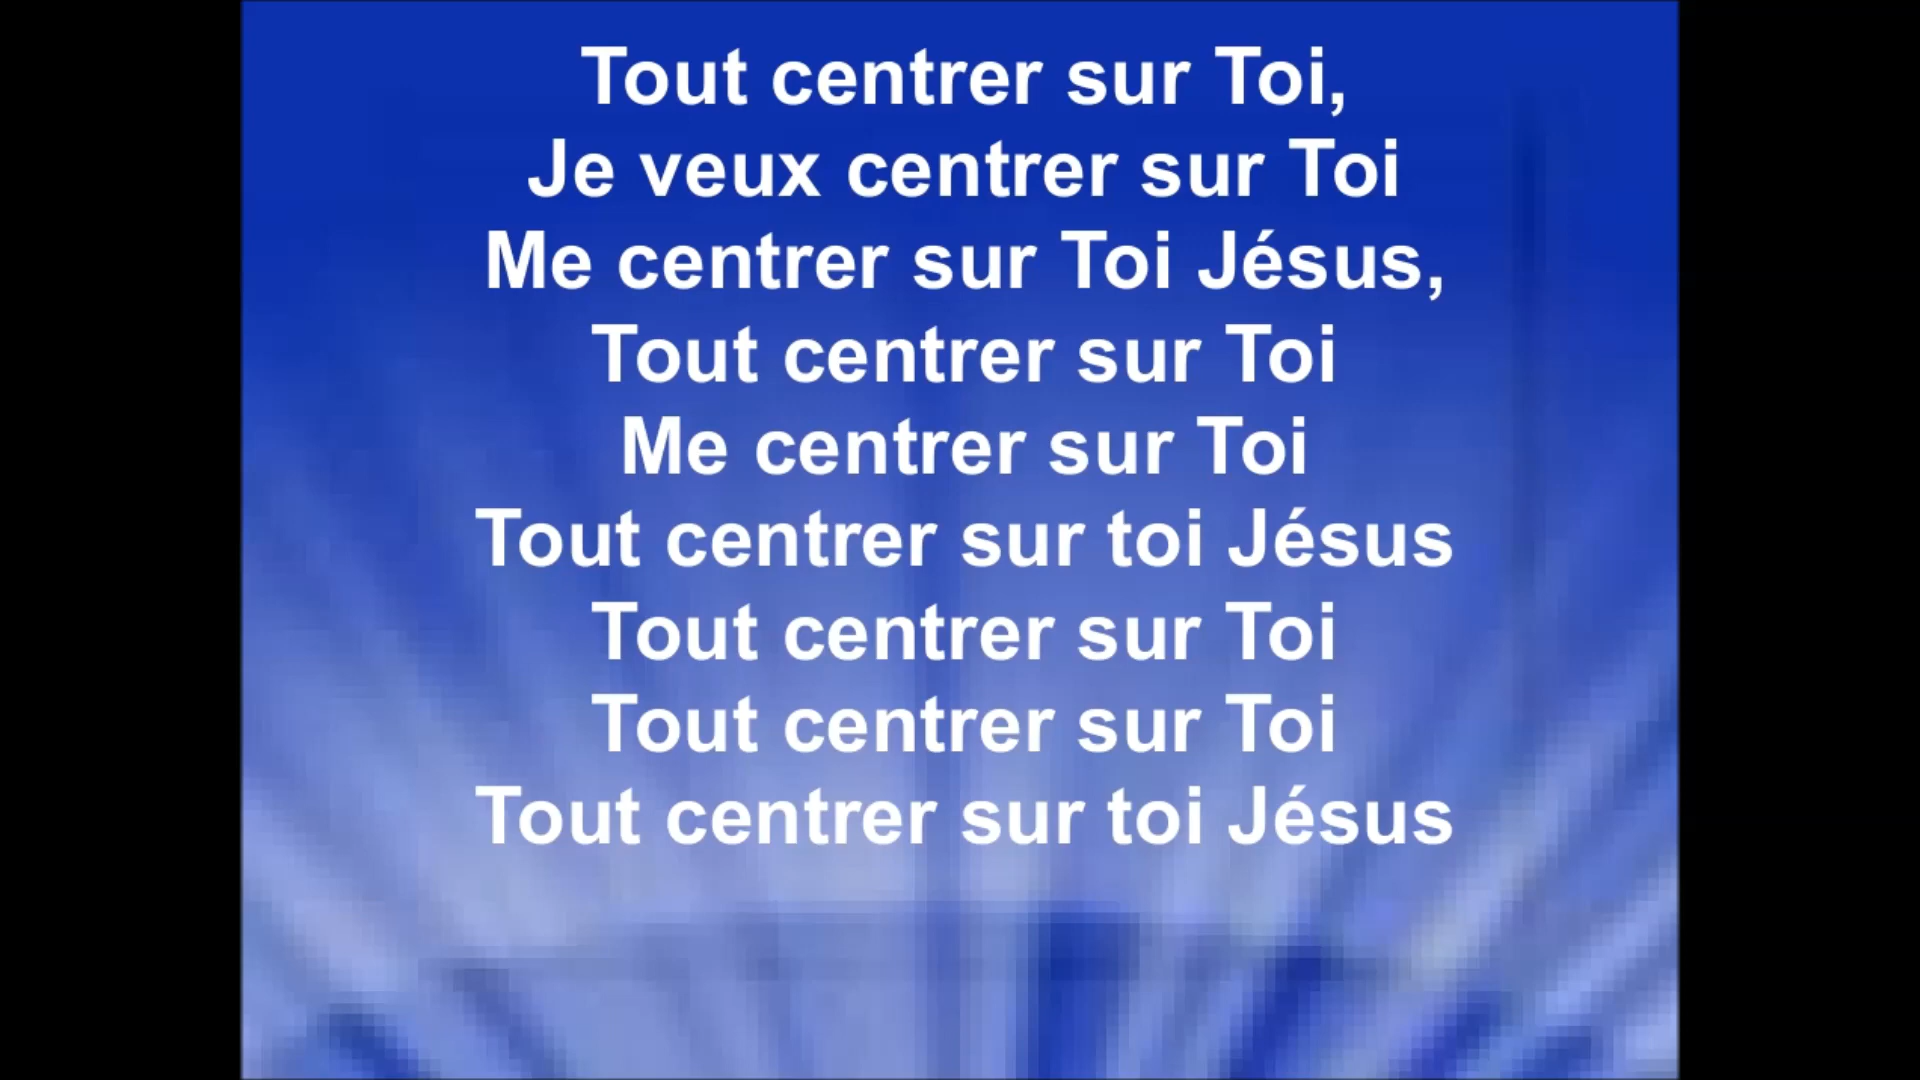 Tout centrer sur Toi,
Je veux centrer sur Toi
Me centrer sur Toi Jésus,
Tout centrer sur Toi
Me centrer sur Toi
Tout centrer sur toi Jésus
Tout centrer sur Toi
Tout centrer sur Toi
Tout centrer sur toi Jésus